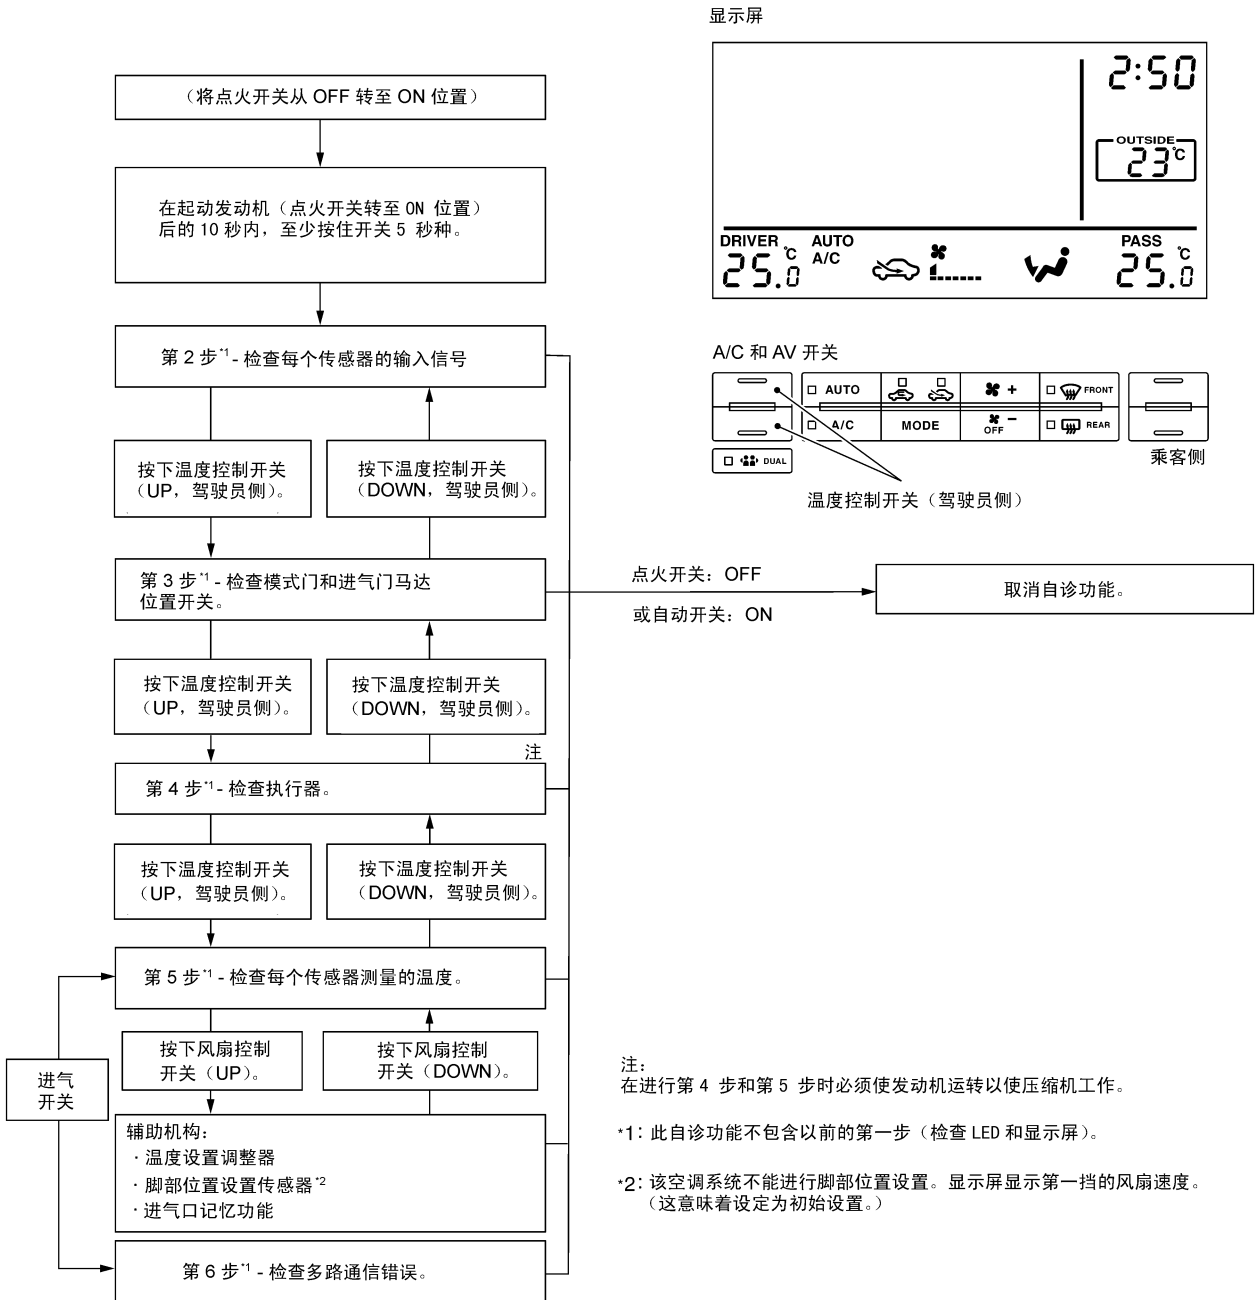 显示屏
2:50
OUTSIDE
23℃
DRIVER
25.0℃
AUTO
A/C
PASS
25.0℃
A/C 和 AV 开关
AUTO
FRONT
A/C
MODE
OFF
REAR
DUAL
乘客侧
温度控制开关（驾驶员侧）
（将点火开关从 OFF 转至 ON 位置）
在起动发动机（点火开关转至 ON 位置）
后的 10 秒内，至少按住开关 5 秒种。
第 2 步*1 - 检查每个传感器的输入信号
按下温度控制开关
（UP，驾驶员侧）。
按下温度控制开关
（DOWN，驾驶员侧）。
第 3 步*1 - 检查模式门和进气门马达
位置开关。
点火开关：OFF
或自动开关：ON
取消自诊功能。
按下温度控制开关
（UP，驾驶员侧）。
按下温度控制开关
（DOWN，驾驶员侧）。
注
第 4 步*1 - 检查执行器。
按下温度控制开关
（UP，驾驶员侧）。
按下温度控制开关
（DOWN，驾驶员侧）。
第 5 步*1 - 检查每个传感器测量的温度。
按下风扇控制
开关（UP）。
按下风扇控制
开关（DOWN）。
进气
开关
辅助机构：
·温度设置调整器
·脚部位置设置传感器*2
·进气口记忆功能
第 6 步*1 - 检查多路通信错误。
注：
在进行第 4 步和第 5 步时必须使发动机运转以使压缩机工作。
*1：此自诊功能不包含以前的第一步（检查 LED 和显示屏）。
*2：该空调系统不能进行脚部位置设置。显示屏显示第一挡的风扇速度。
（这意味着设定为初始设置。）